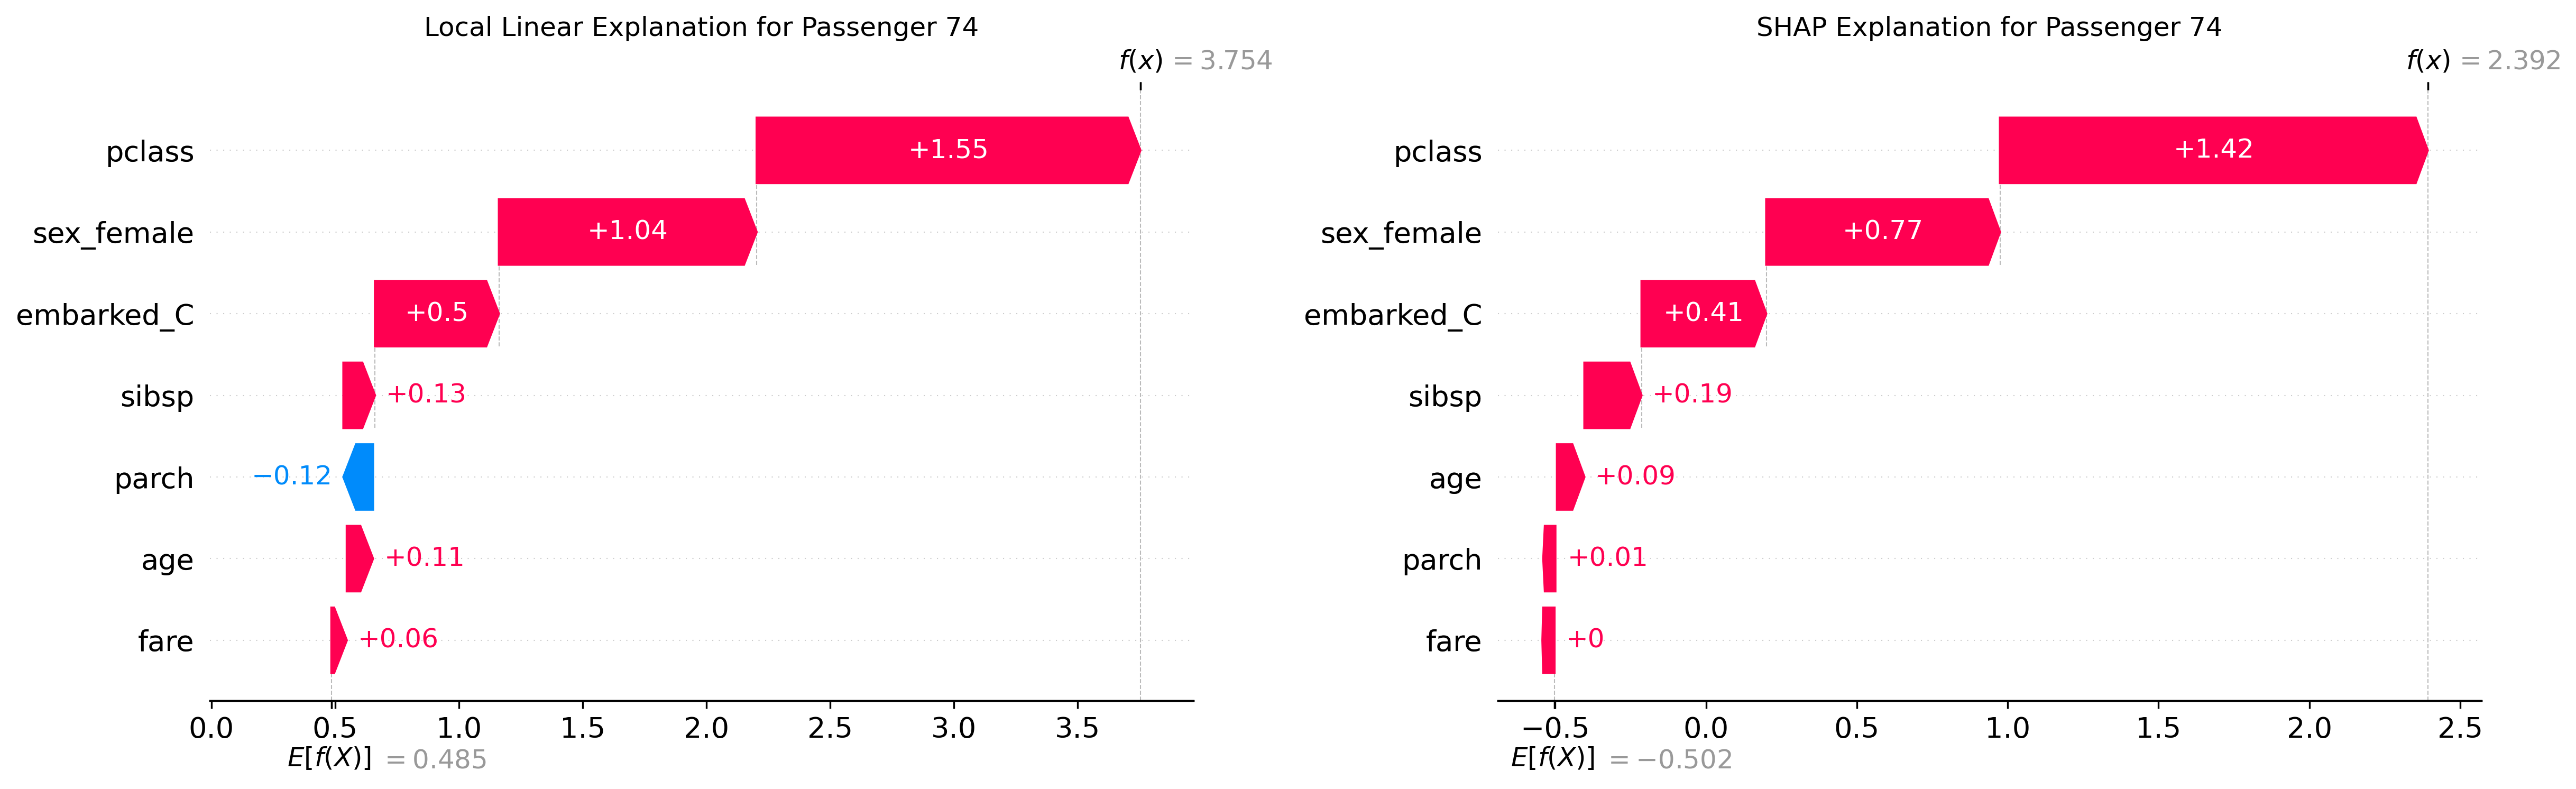 Local Linear Explanation for Passenger 74
f(x) = 3.754
pclass
+1.55
sex_female
+1.04
embarked_C
+0.5
sibsp
+0.13
parch
−0.12
age
+0.11
fare
+0.06
0.0 0.5 1.0 1.5 2.0 2.5 3.0 3.5
E[f(X)] = 0.485
SHAP Explanation for Passenger 74
f(x) = 2.392
pclass
+1.42
sex_female
+0.77
embarked_C
+0.41
sibsp
+0.19
age
+0.09
parch
+0.01
fare
+0
−0.5 0.0 0.5 1.0 1.5 2.0 2.5
E[f(X)] = −0.502